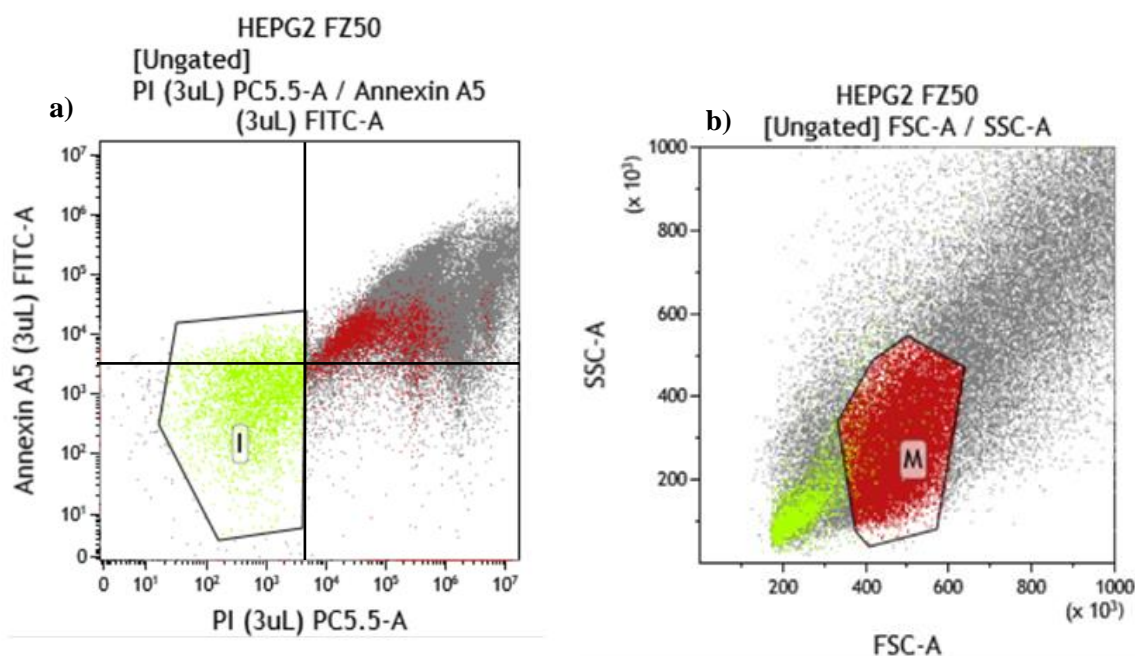 a)
HEPG2 FZ50
[Ungated]
PI (3uL) PC5.5-A / Annexin A5
(3uL) FITC-A
10⁷
10⁶
10⁵
10⁴
10³
10²
10¹
0
Annexin A5 (3uL) FITC-A
I
0 10¹ 10² 10³ 10⁴ 10⁵ 10⁶ 10⁷
PI (3uL) PC5.5-A
b)
HEPG2 FZ50
[Ungated] FSC-A / SSC-A
1000
(x 10³)
800
600
400
200
SSC-A
M
200 400 600 800 1000
(x 10³)
FSC-A